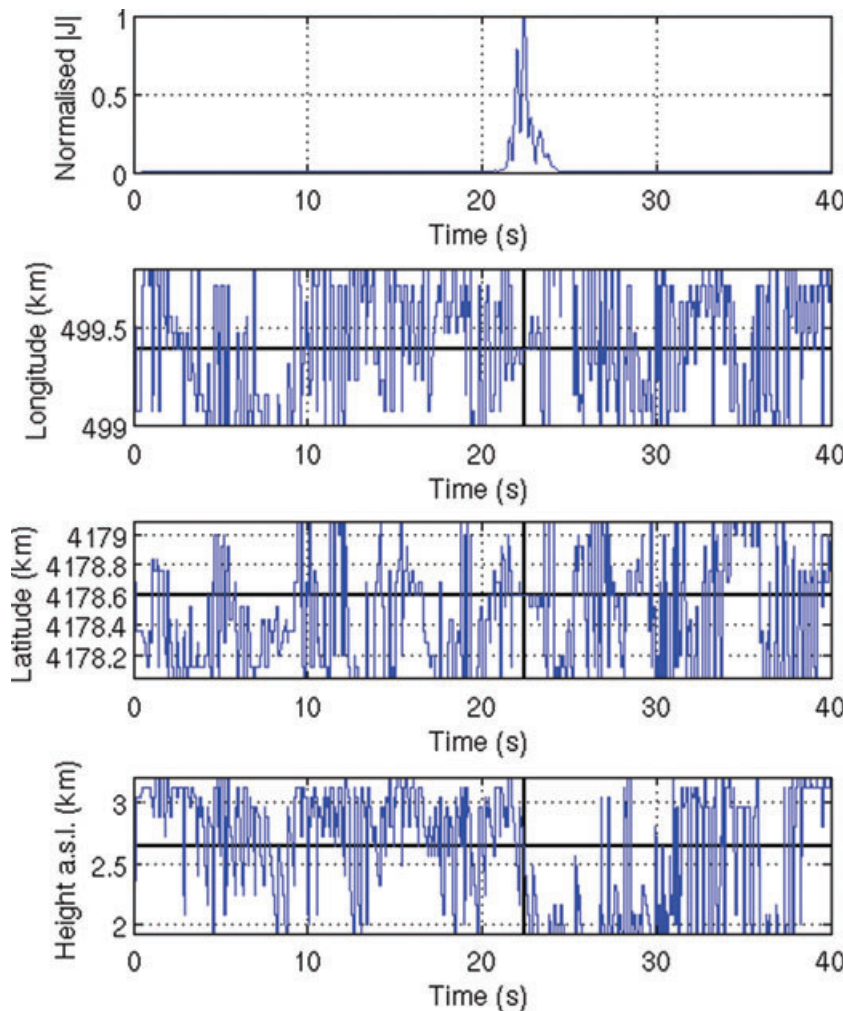 Normalised |J|
1
0.5
0
0 10 20 30 40
Time (s)
Longitude (km)
499.5
499
0 10 20 30 40
Time (s)
Latitude (km)
4179
4178.8
4178.6
4178.4
4178.2
0 10 20 30 40
Time (s)
Height a.s.l. (km)
3
2.5
2
0 10 20 30 40
Time (s)